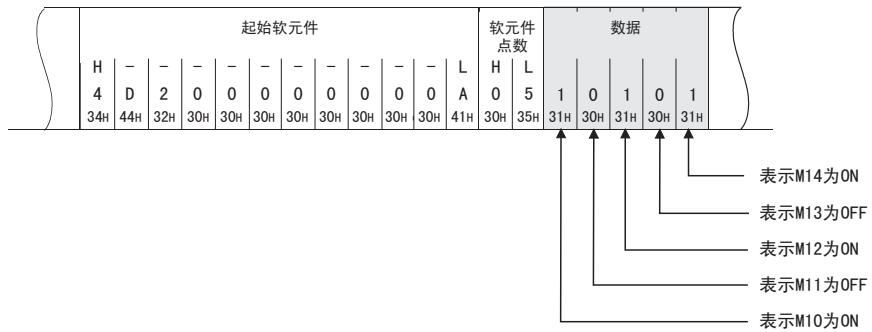 起始软元件 软元件 数据
点数
H - - - - - - - - - - L H L
4 D 2 0 0 0 0 0 0 0 0 A 0 5 1 0 1 0 1
34H 44H 32H 30H 30H 30H 30H 30H 30H 30H 30H 41H 30H 35H 31H 30H 31H 30H 31H
表示M14为ON
表示M13为OFF
表示M12为ON
表示M11为OFF
表示M10为ON